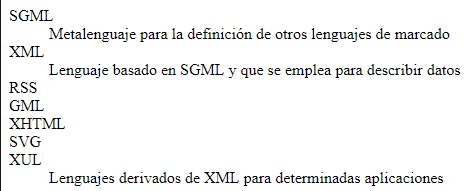 SGML
Metalenguaje para la definición de otros lenguajes de marcado
XML
Lenguaje basado en SGML y que se emplea para describir datos
RSS
GML
XHTML
SVG
XUL
Lenguajes derivados de XML para determinadas aplicaciones